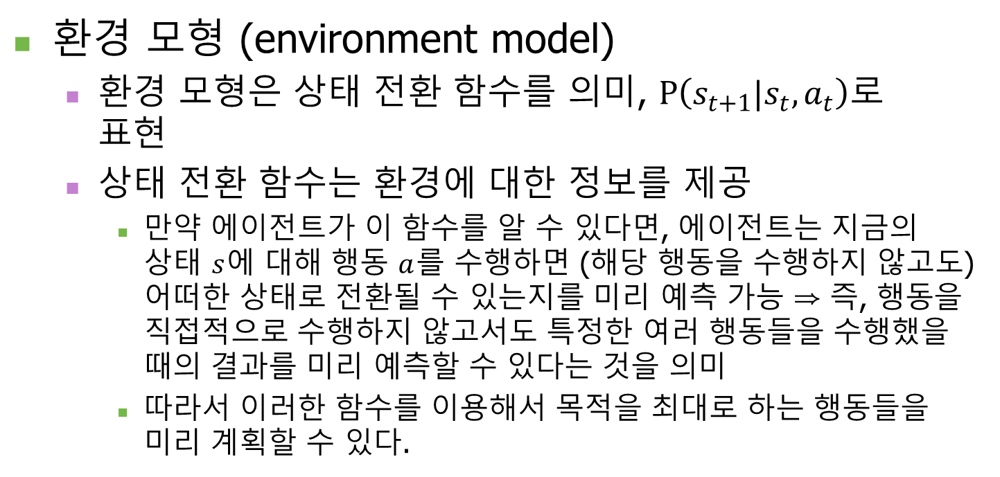 ■ 환경 모형 (environment model)
■ 환경 모형은 상태 전환 함수를 의미, P(sₜ₊₁|sₜ, aₜ)로
표현
■ 상태 전환 함수는 환경에 대한 정보를 제공
■ 만약 에이전트가 이 함수를 알 수 있다면, 에이전트는 지금의
상태 s에 대해 행동 a를 수행하면 (해당 행동을 수행하지 않고도)
어떠한 상태로 전환될 수 있는지를 미리 예측 가능 ⇒ 즉, 행동을
직접적으로 수행하지 않고서도 특정한 여러 행동들을 수행했을
때의 결과를 미리 예측할 수 있다는 것을 의미
■ 따라서 이러한 함수를 이용해서 목적을 최대로 하는 행동들을
미리 계획할 수 있다.